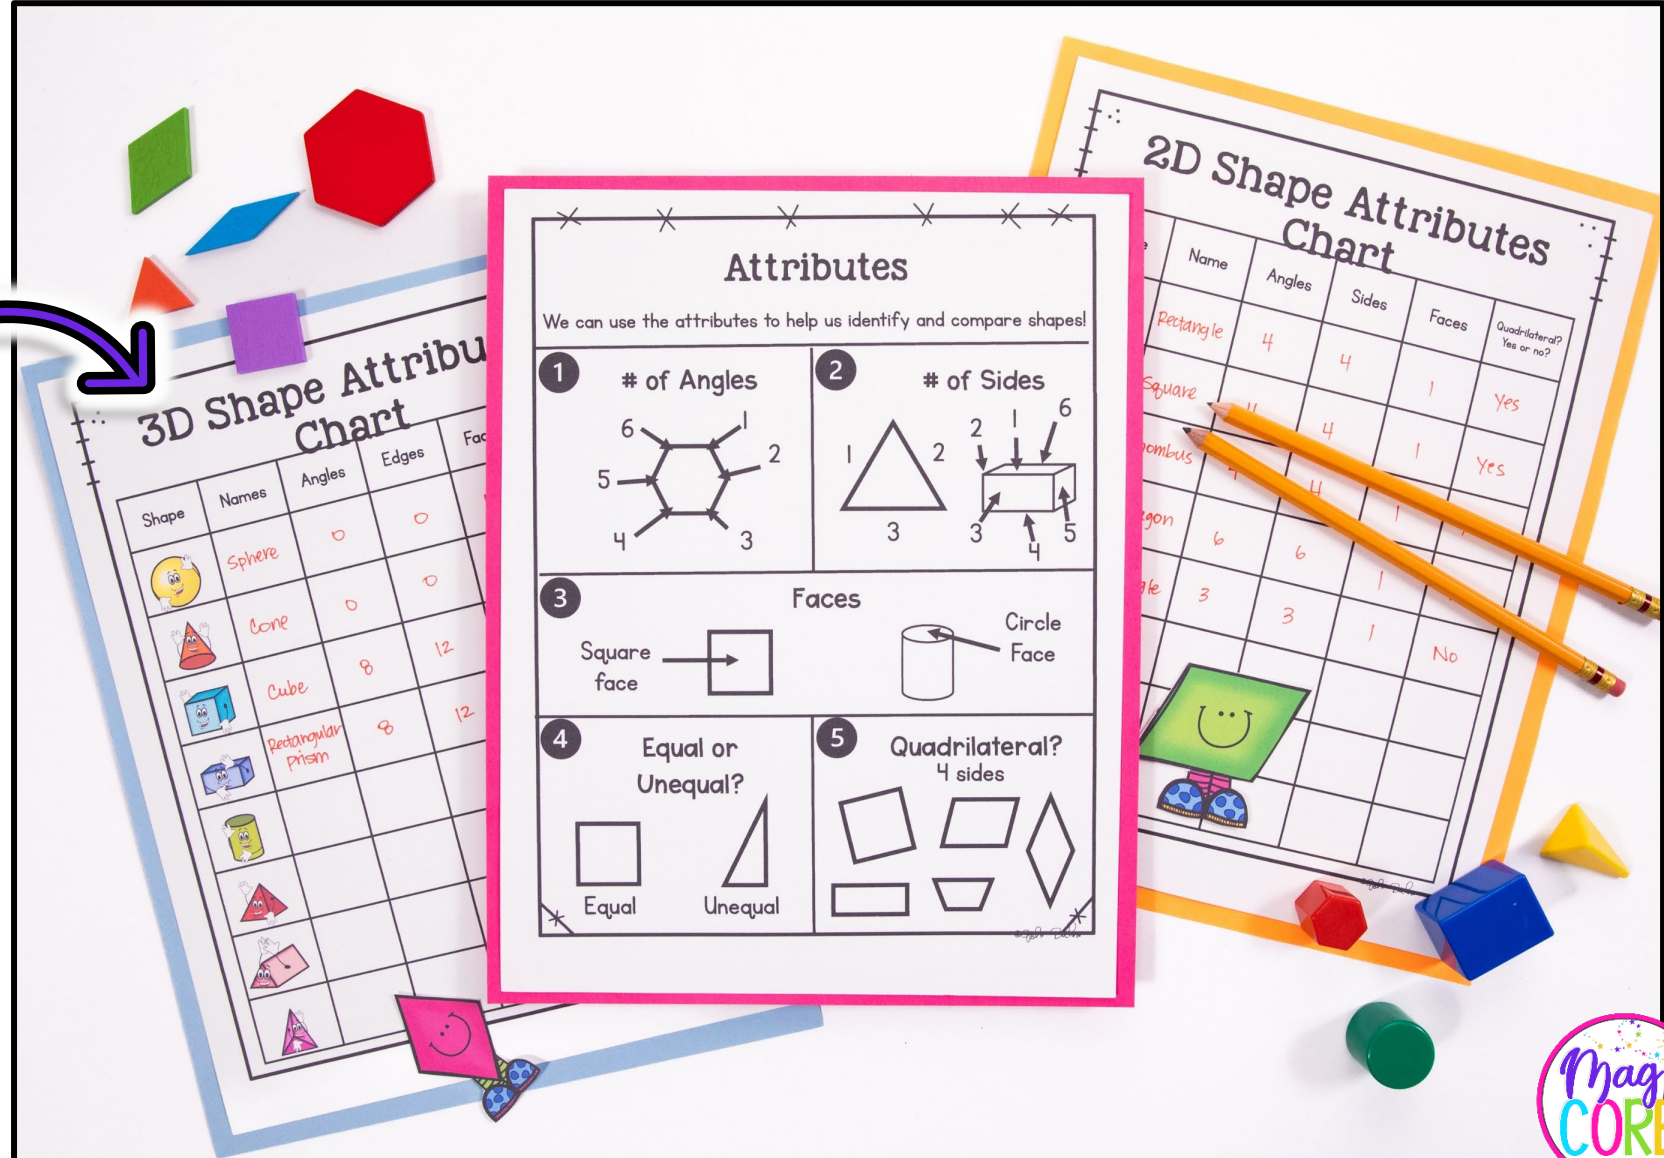 3D Shape Attribu
Chart
Shape Names Angles Edges
Sphere 0 0
Cone 0 0
Cube 8 12
Rectangular
prism 8 12
Attributes
We can use the attributes to help us identify and compare shapes!
1 # of Angles
6 1
5 2
4 3
2 # of Sides
1 2
3
2 1 6
3 4 5
3 Faces
Square
face
Circle
Face
4 Equal or
Unequal?
Equal Unequal
5 Quadrilateral?
4 sides
2D Shape Attributes
Chart
Name Angles Sides Faces Quadrilateral?
Yes or no?
Rectangle 4 4 1 Yes
Square 4 1 Yes
4 4 1
6 6 1
3 3 1 No
CORE